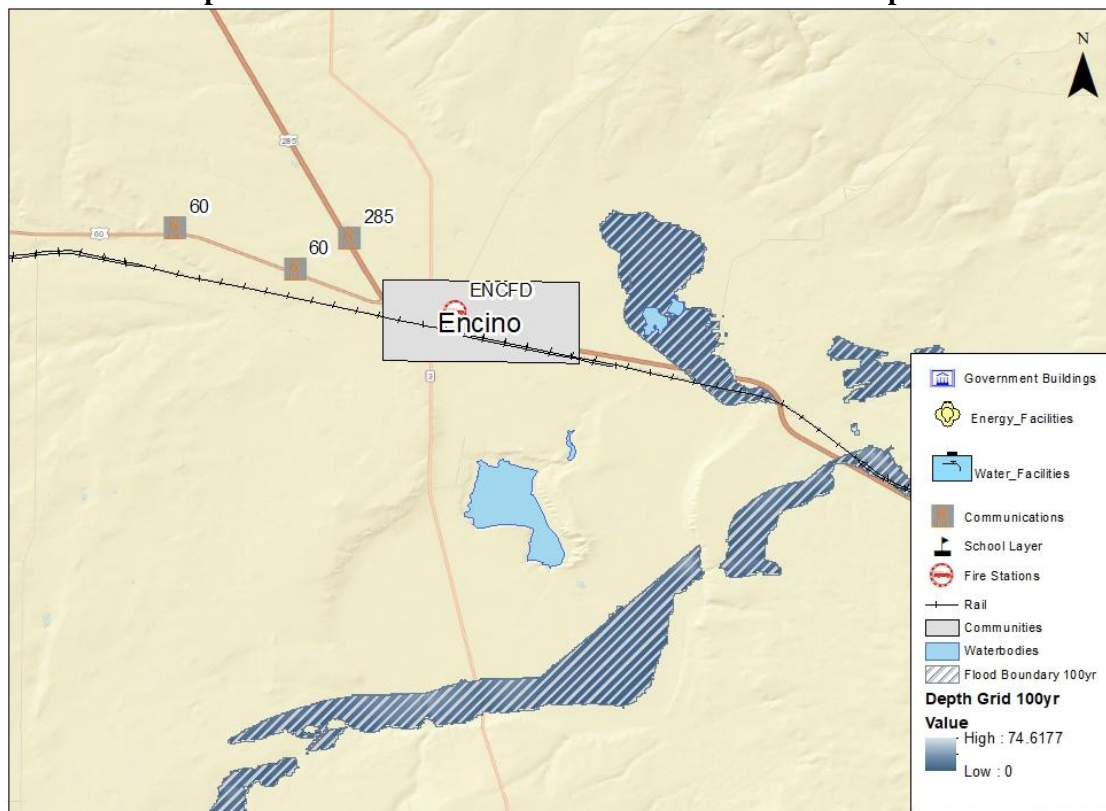 N
285
60
285
60
60
ENCFD
Encino
3
Government Buildings
Energy_Facilities
Water_Facilities
Communications
School Layer
Fire Stations
Rail
Communities
Waterbodies
Flood Boundary 100yr
Depth Grid 100yr
Value
High : 74.6177
Low : 0